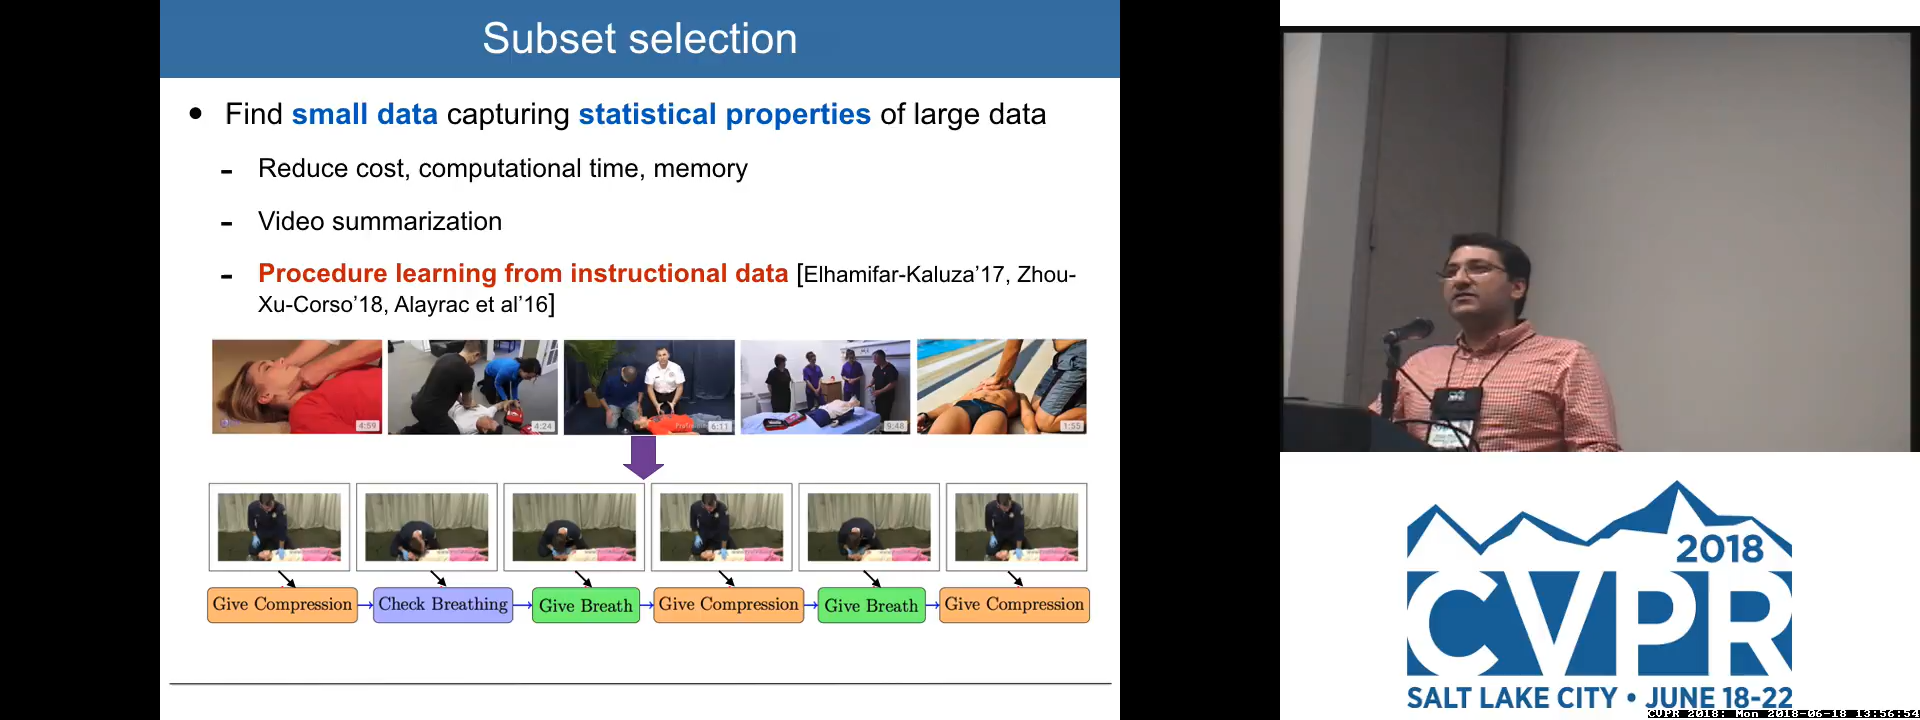 Subset selection
• Find small data capturing statistical properties of large data
- Reduce cost, computational time, memory
- Video summarization
- Procedure learning from instructional data [Elhamifar-Kaluza’17, Zhou-
Xu-Corso’18, Alayrac et al’16]
4:59
4:24
6:11
9:48
1:55
Give Compression
Check Breathing
Give Breath
Give Compression
Give Breath
Give Compression
2018
CVPR
SALT LAKE CITY • JUNE 18-22
CVPR 2018: Mon 2018-06-18 13:56:54